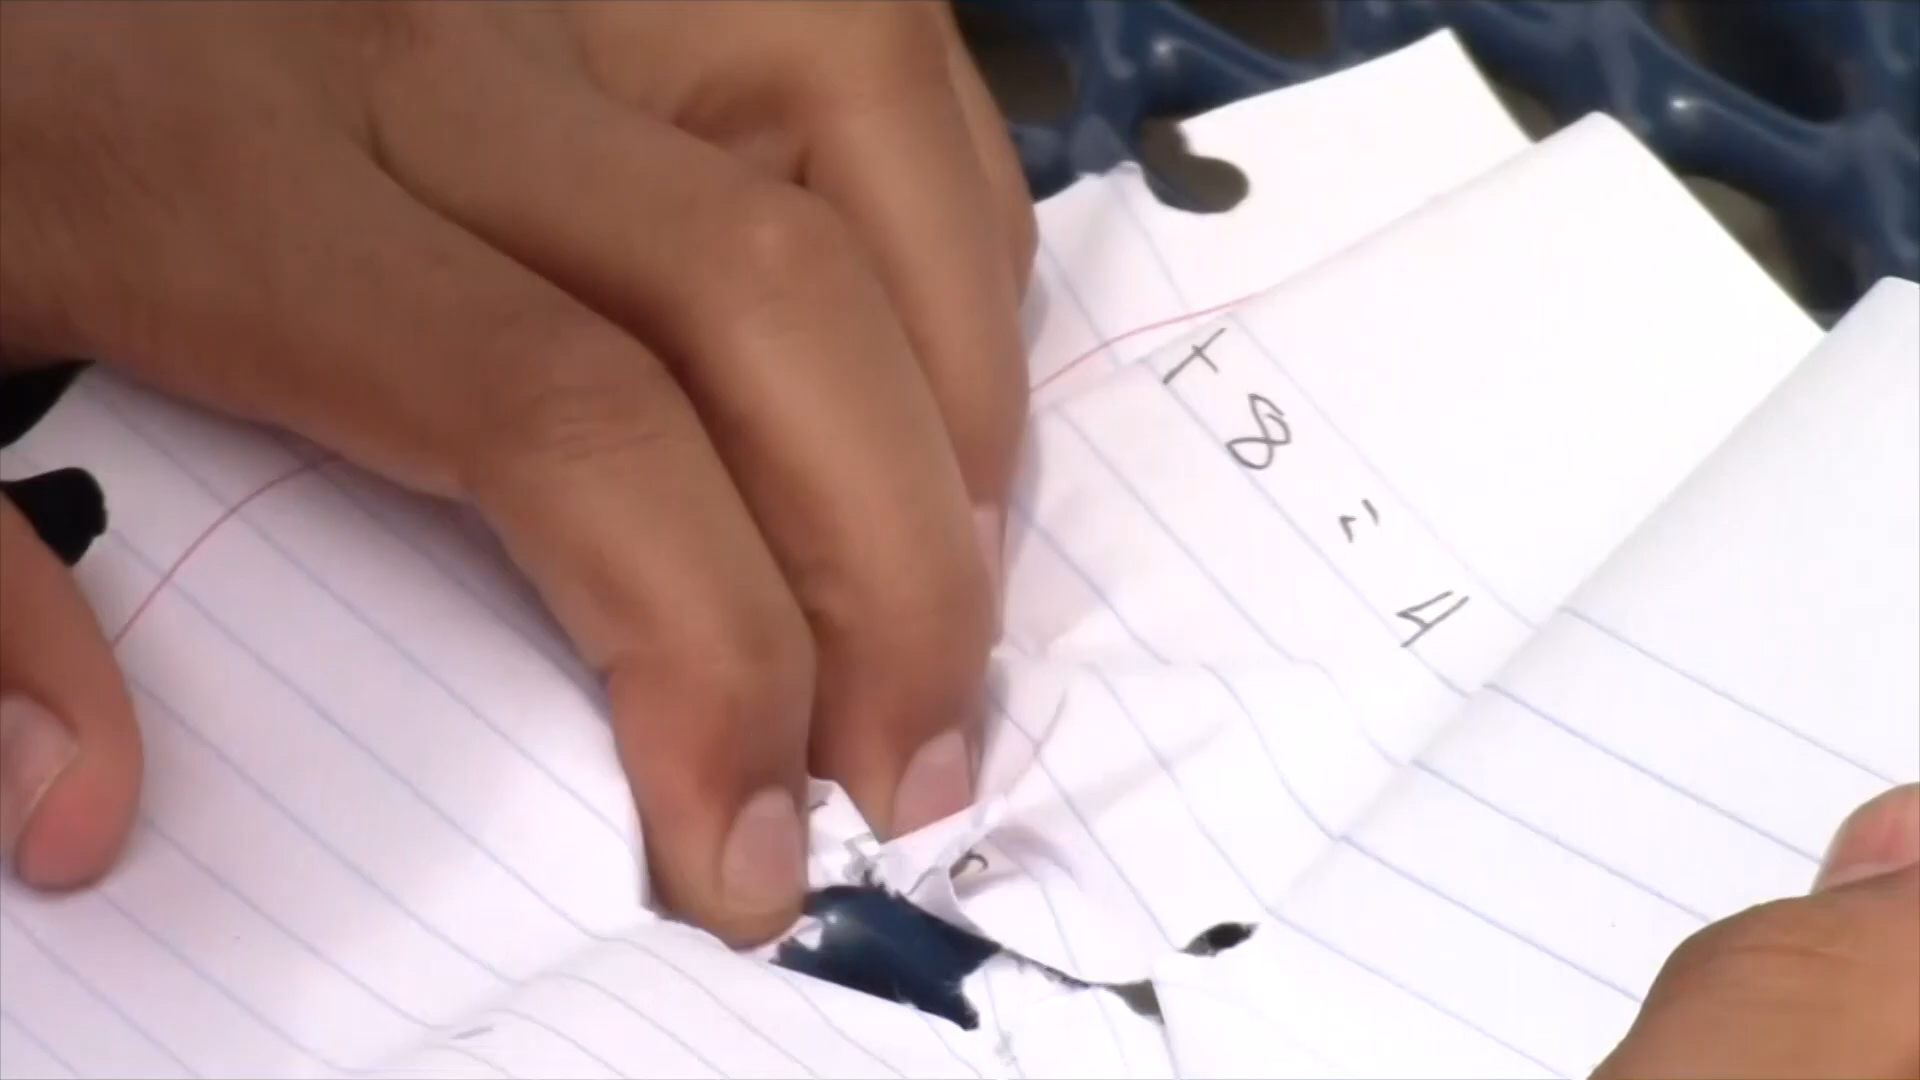 + 8 = 4